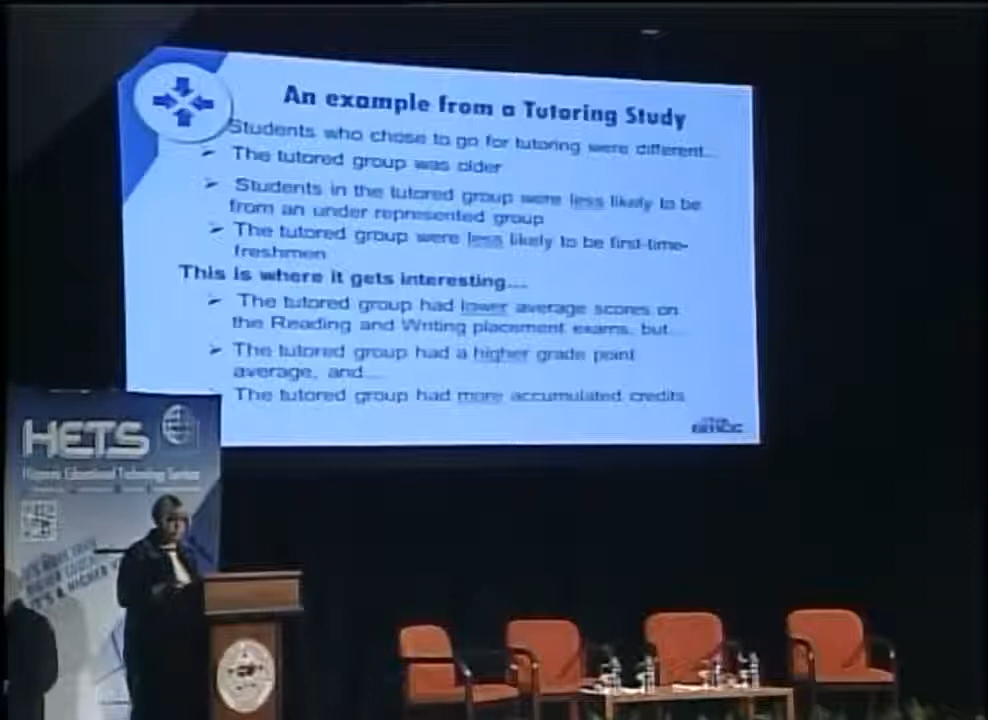 An example from a Tutoring Study
Students who chose to go for tutoring were different...
➢ The tutored group was older
➢ Students in the tutored group were less likely to be
from an under represented group
➢ The tutored group were less likely to be first-time-
freshmen
This is where it gets interesting...
➢ The tutored group had lower average scores on
the Reading and Writing placement exams, but...
➢ The tutored group had a higher grade point
average, and...
The tutored group had more accumulated credits
HETS